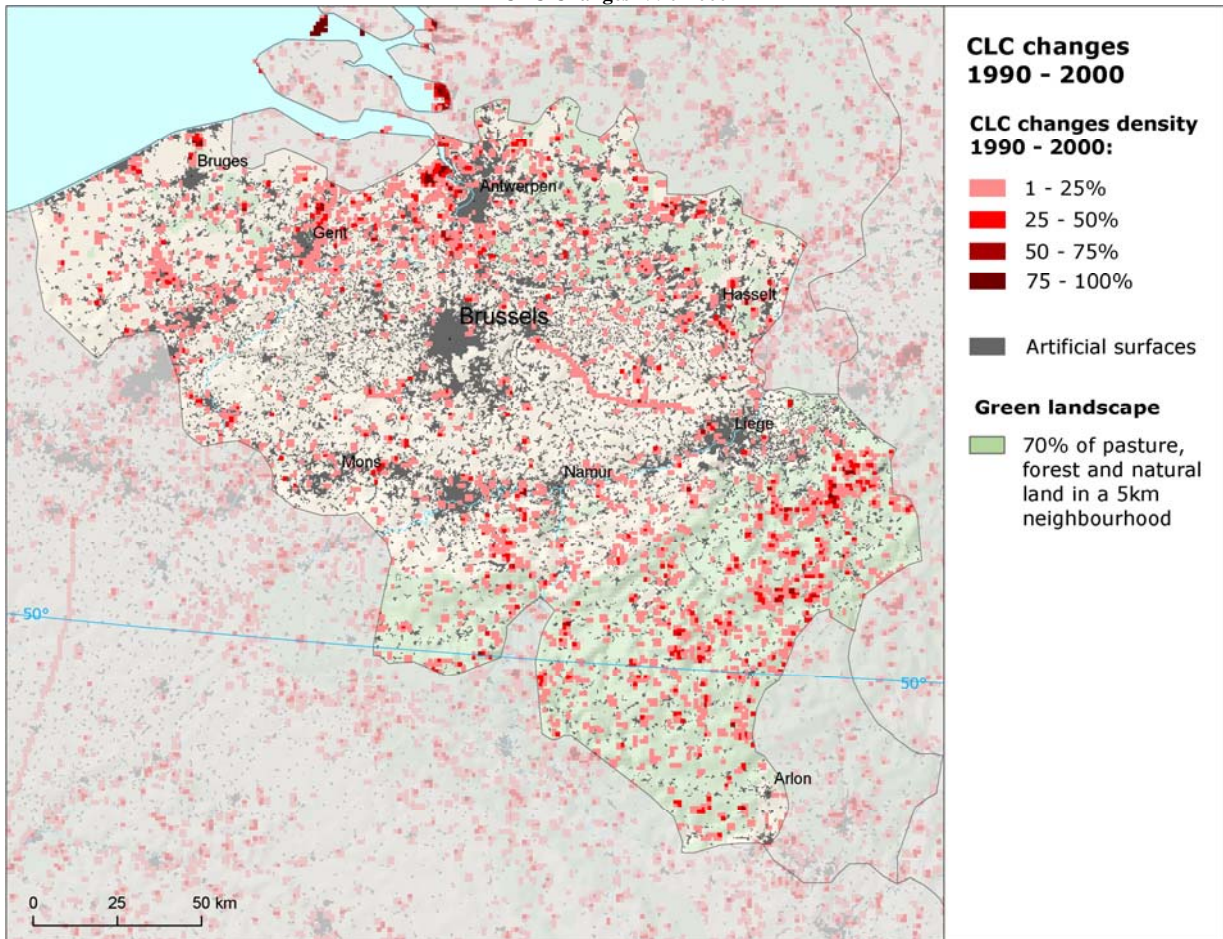 CLC changes
1990 - 2000
CLC changes density
1990 - 2000:
1 - 25%
25 - 50%
50 - 75%
75 - 100%
Artificial surfaces
Green landscape
70% of pasture,
forest and natural
land in a 5km
neighbourhood
Bruges
Antwerpen
Gent
Hasselt
Brussels
Liege
Mons
Namur
50°
50°
Arlon
0 25 50 km